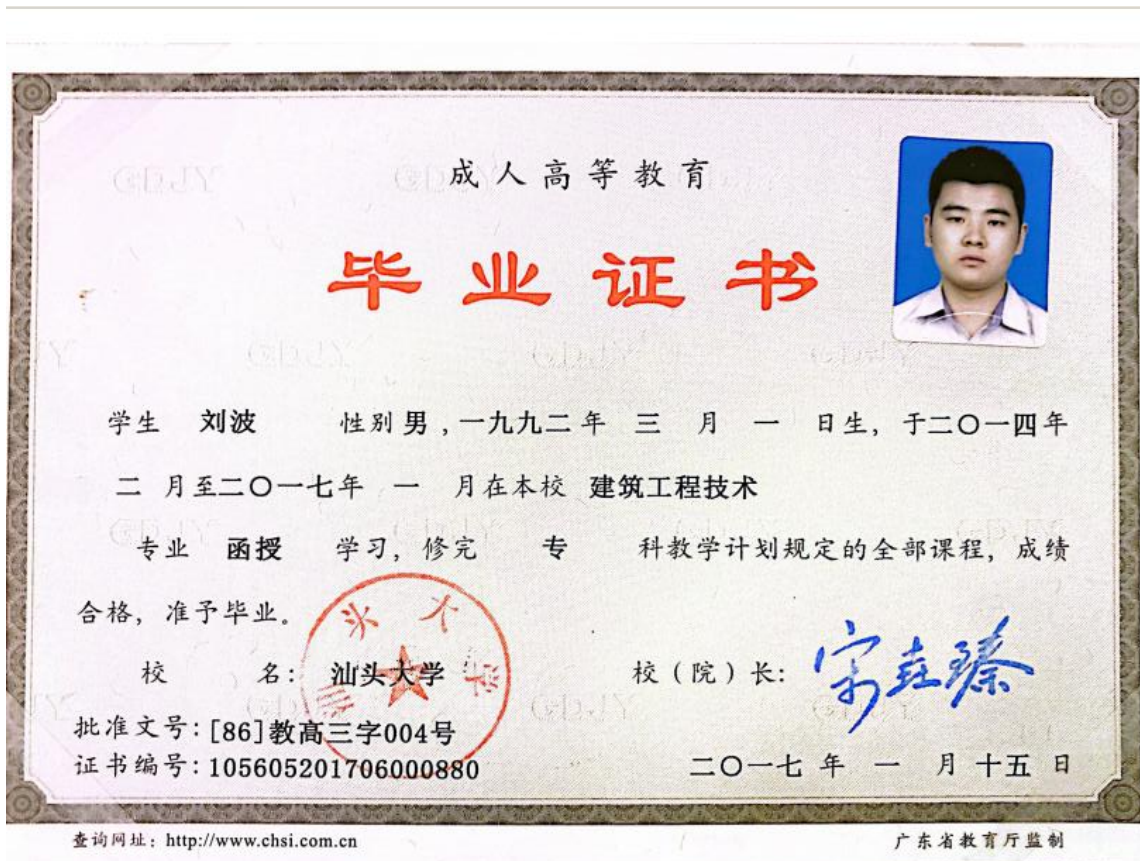 成人高等教育
毕业证书
学生 刘波 性别 男 ,一九九二 年 三 月 一 日生, 于二〇一四年
二 月至二〇一七年 一 月在本校 建筑工程技术
专业 函授 学习, 修完 专 科教学计划规定的全部课程, 成绩
合格, 准予毕业。
汕头大学
校 名: 汕头大学 校（院）长:
批准文号: [86]教高三字004号
证书编号: 105605201706000880 二〇一七 年 一 月 十五 日
查询网址: http://www.chsi.com.cn 广东省教育厅监制